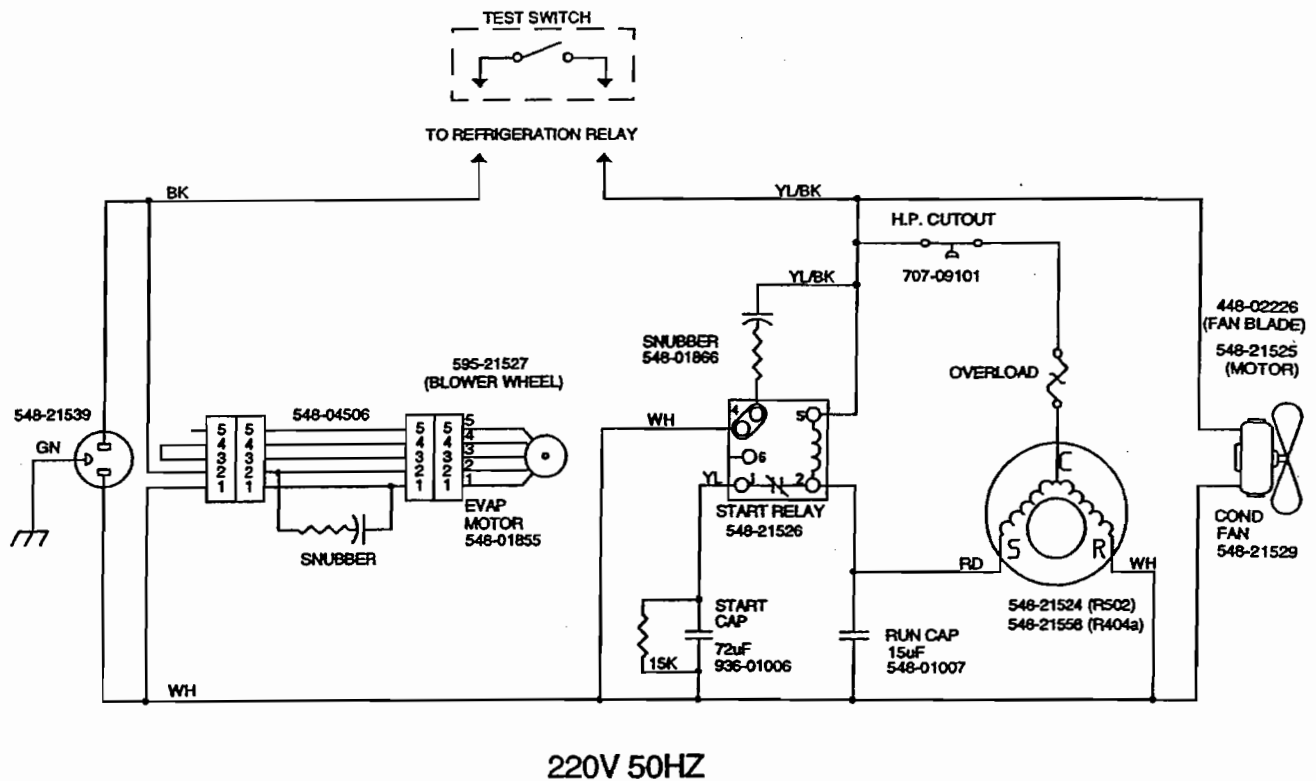 TEST SWITCH
TO REFRIGERATION RELAY
BK
YL/BK
H.P. CUTOUT
707-09101
YL/BK
448-02226
(FAN BLADE)
548-21525
(MOTOR)
SNUBBER
548-01866
OVERLOAD
595-21527
(BLOWER WHEEL)
548-21539
GN
548-04506
5 5
4 4
3 3
2 2
1 1
5 5
4 4
3 3
2 2
1 1
5
4
3
2
1
EVAP
MOTOR
548-01855
SNUBBER
WH
4
5
6
YL
1
2
START RELAY
548-21526
C
S
R
RD
WH
COND
FAN
548-21529
548-21524 (R502)
548-21558 (R404a)
START
CAP
72uF
936-01006
15K
RUN CAP
15uF
548-01007
WH
220V 50HZ